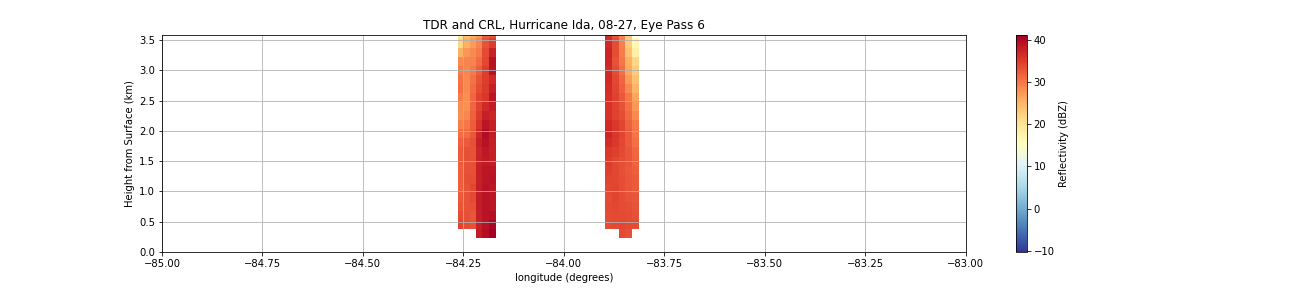 TDR and CRL, Hurricane Ida, 08-27, Eye Pass 6
Height from Surface (km)
3.5
3.0
2.5
2.0
1.5
1.0
0.5
0.0
−85.00 −84.75 −84.50 −84.25 −84.00 −83.75 −83.50 −83.25 −83.00
longitude (degrees)
40
30
20
10
0
−10
Reflectivity (dBZ)